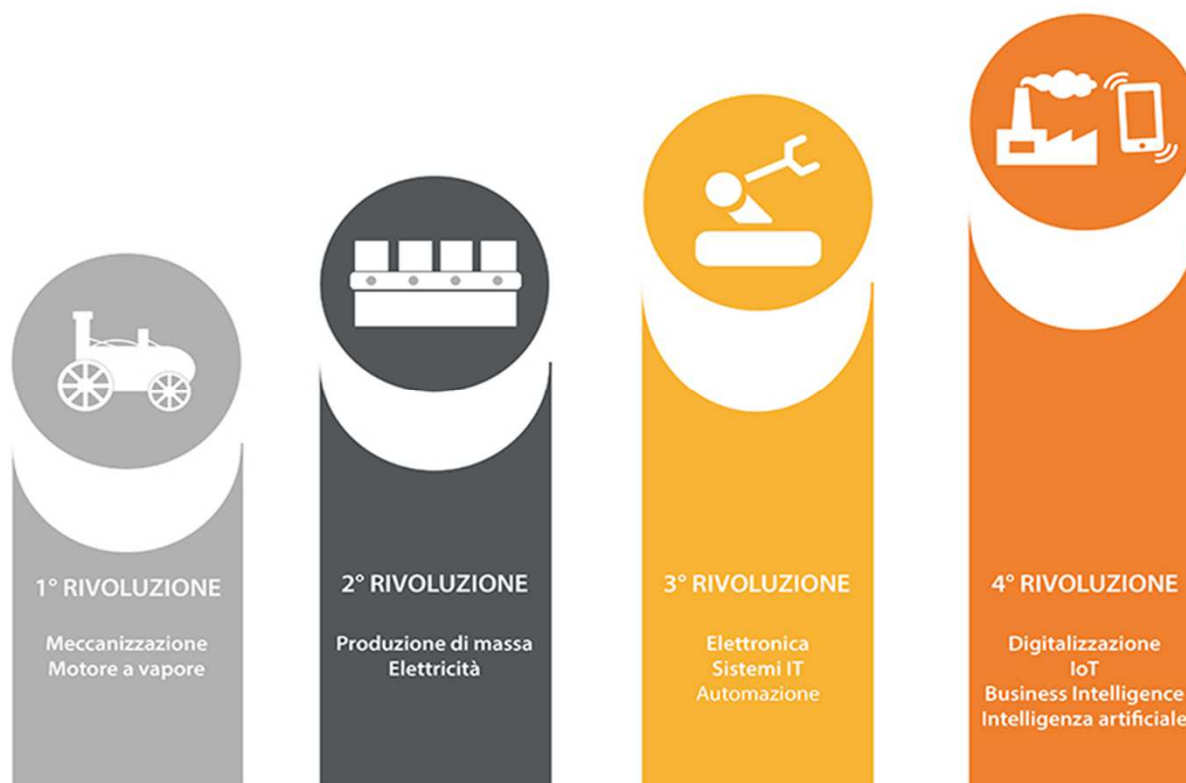 1° RIVOLUZIONE
Meccanizzazione
Motore a vapore
2° RIVOLUZIONE
Produzione di massa
Elettricità
3° RIVOLUZIONE
Elettronica
Sistemi IT
Automazione
4° RIVOLUZIONE
Digitalizzazione
IoT
Business Intelligence
Intelligenza artificiale